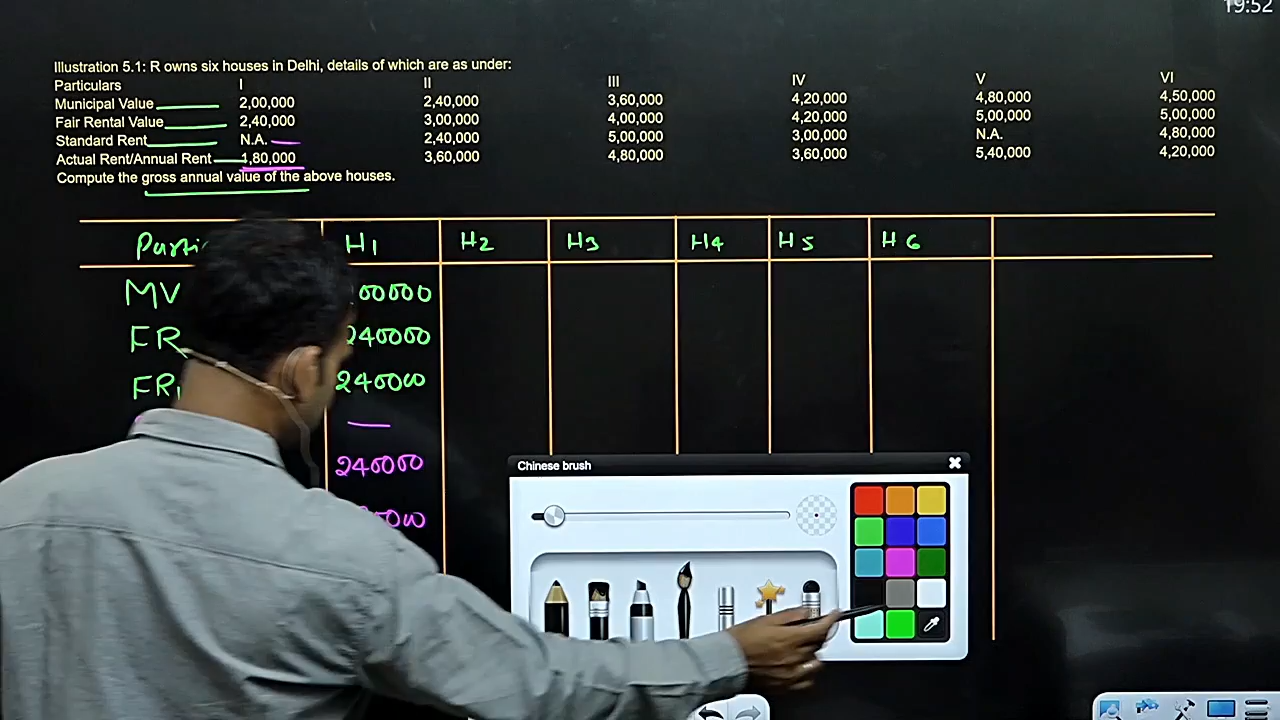 19:52
Illustration 5.1: R owns six houses in Delhi, details of which are as under:
Particulars I II III IV V VI
Municipal Value 2,00,000 2,40,000 3,60,000 4,20,000 4,80,000 4,50,000
Fair Rental Value 2,40,000 3,00,000 4,00,000 4,20,000 5,00,000 5,00,000
Standard Rent N.A. 2,40,000 5,00,000 3,00,000 N.A. 4,80,000
Actual Rent/Annual Rent 1,80,000 3,60,000 4,80,000 3,60,000 5,40,000 4,20,000
Compute the gross annual value of the above houses.
H1 H2 H3 H4 H5 H6
MV
FR 240000
240000
240000
Chinese brush